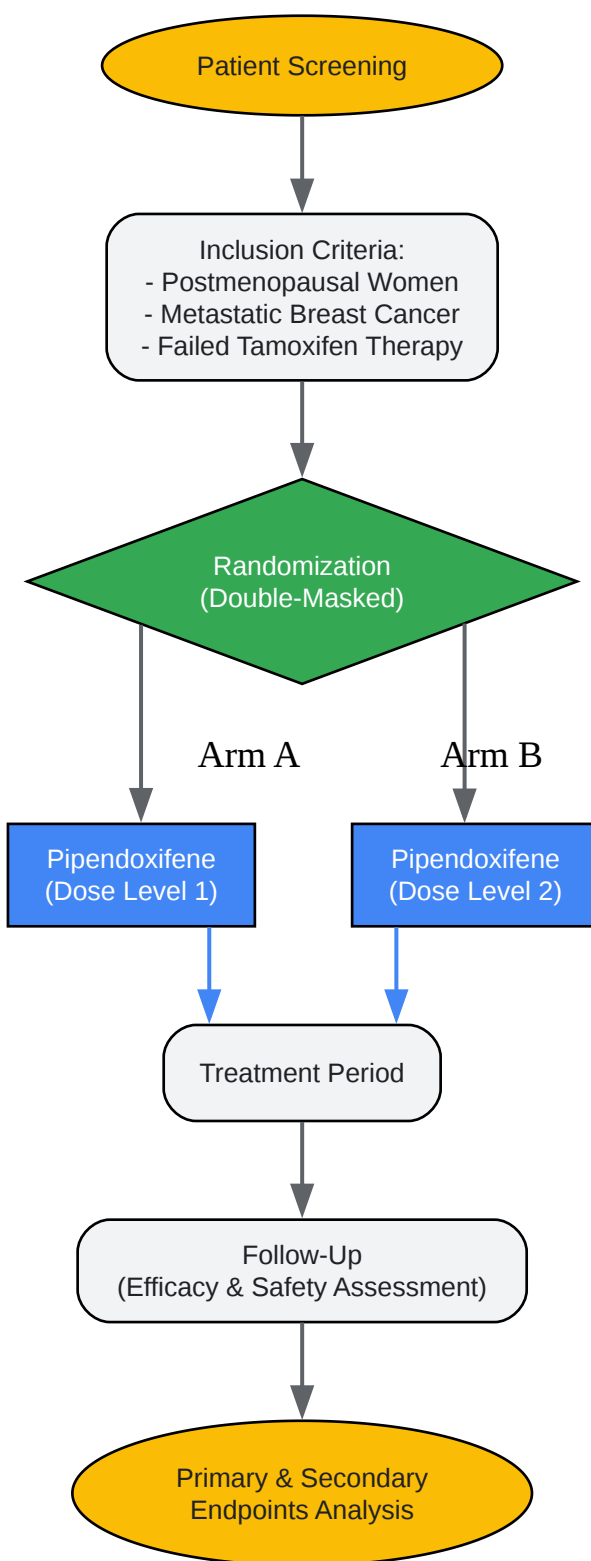 Patient Screening
Inclusion Criteria:
- Postmenopausal Women
- Metastatic Breast Cancer
- Failed Tamoxifen Therapy
Randomization
(Double-Masked)
Arm A
Arm B
Pipendoxifene
(Dose Level 1)
Pipendoxifene
(Dose Level 2)
Treatment Period
Follow-Up
(Efficacy & Safety Assessment)
Primary & Secondary
Endpoints Analysis